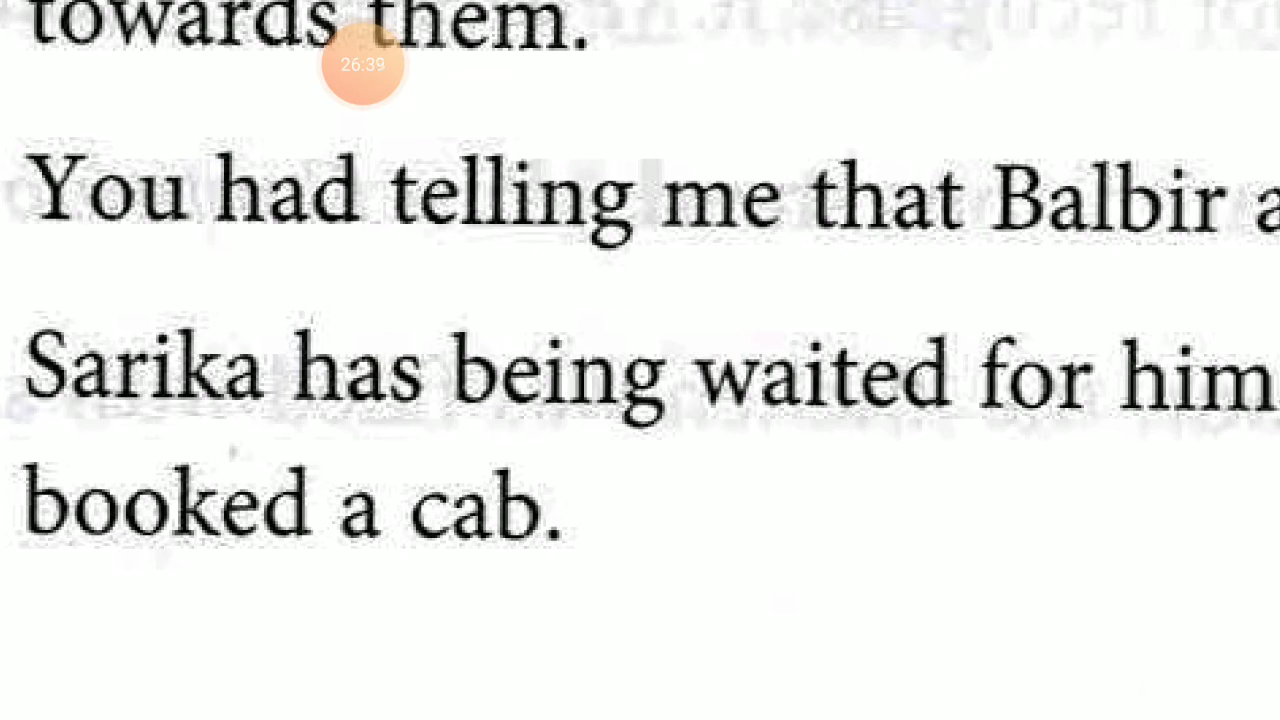 towards them.
26:39
You had telling me that Balbir a
Sarika has being waited for him
booked a cab.